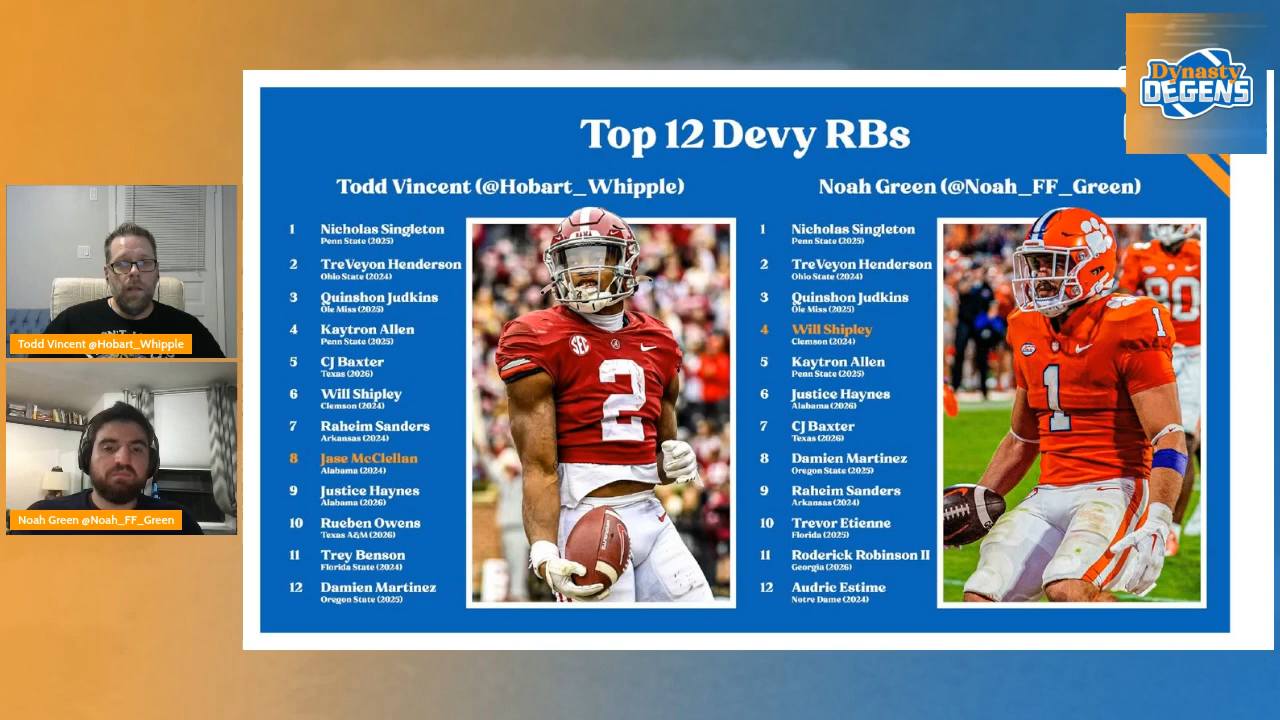 Dynasty
DEGENS
Top 12 Devy RBs
Todd Vincent (@Hobart_Whipple)
1 Nicholas Singleton
Penn State (2025)
2 TreVeyon Henderson
Ohio State (2024)
3 Quinshon Judkins
Ole Miss (2025)
4 Kaytron Allen
Penn State (2025)
5 CJ Baxter
Texas (2026)
6 Will Shipley
Clemson (2024)
7 Raheim Sanders
Arkansas (2024)
8 Jase McClellan
Alabama (2024)
9 Justice Haynes
Alabama (2026)
10 Rueben Owens
Texas A&M (2026)
11 Trey Benson
Florida State (2024)
12 Damien Martinez
Oregon State (2025)
BAMA
SEC
2
Noah Green (@Noah_FF_Green)
1 Nicholas Singleton
Penn State (2025)
2 TreVeyon Henderson
Ohio State (2024)
3 Quinshon Judkins
Ole Miss (2025)
4 Will Shipley
Clemson (2024)
5 Kaytron Allen
Penn State (2025)
6 Justice Haynes
Alabama (2026)
7 CJ Baxter
Texas (2026)
8 Damien Martinez
Oregon State (2025)
9 Raheim Sanders
Arkansas (2024)
10 Trevor Etienne
Florida (2025)
11 Roderick Robinson II
Georgia (2026)
12 Audric Estime
Notre Dame (2024)
1
1
80
Todd Vincent @Hobart_Whipple
Noah Green @Noah_FF_Green